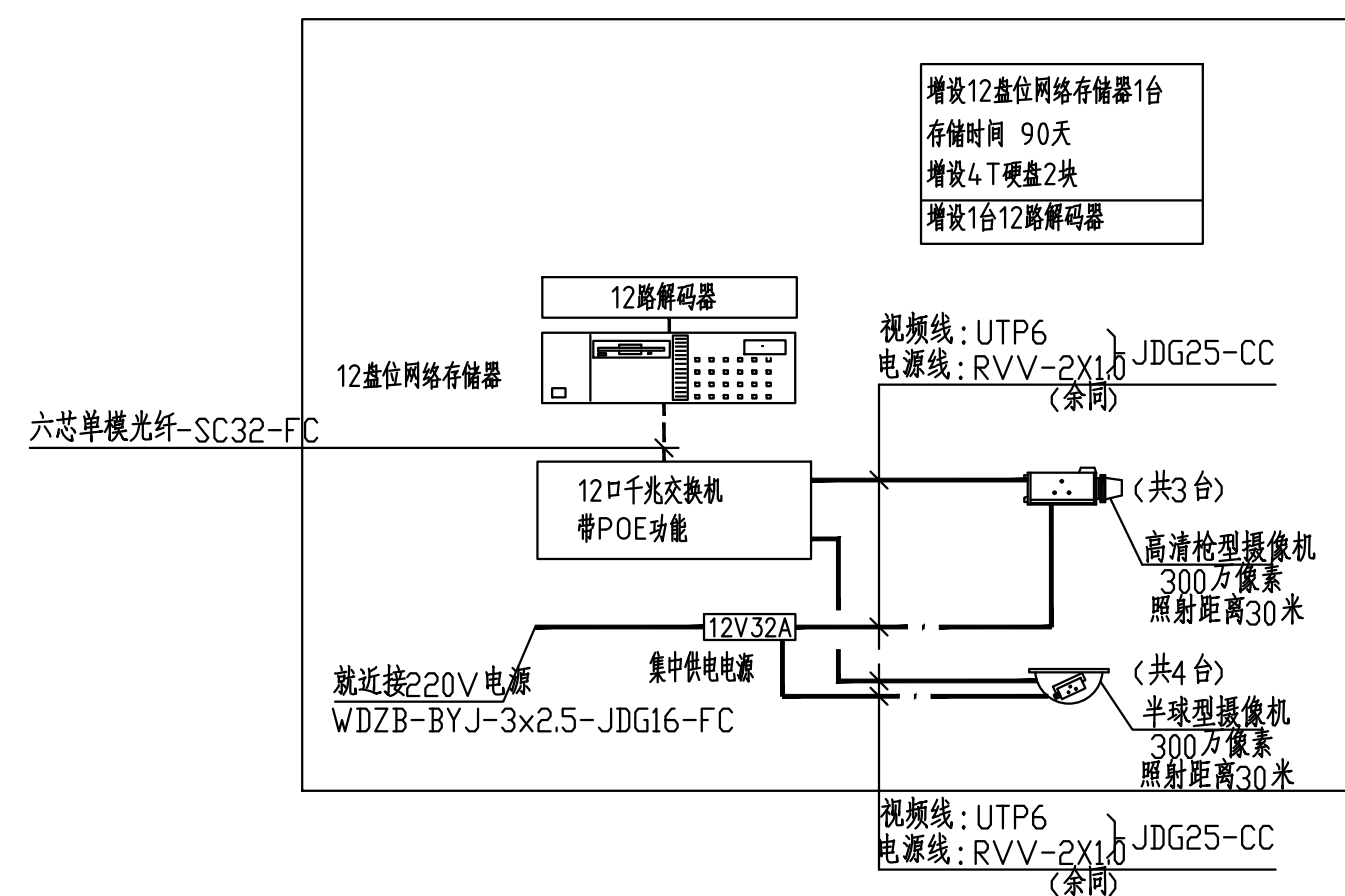 增设12盘位网络存储器1台
存储时间 90天
增设4T硬盘2块
增设1台12路解码器
12路解码器
12盘位网络存储器
视频线:UTP6
电源线:RVV-2X1.0
JDG25-CC
(余同)
六芯单模光纤-SC32-FC
12口千兆交换机
带POE功能
(共3台)
高清枪型摄像机
300万像素
照射距离30米
12V32A
集中供电电源
就近接220V电源
WDZB-BYJ-3x2.5-JDG16-FC
(共4台)
半球型摄像机
300万像素
照射距离30米
视频线:UTP6
电源线:RVV-2X1.0
JDG25-CC
(余同)